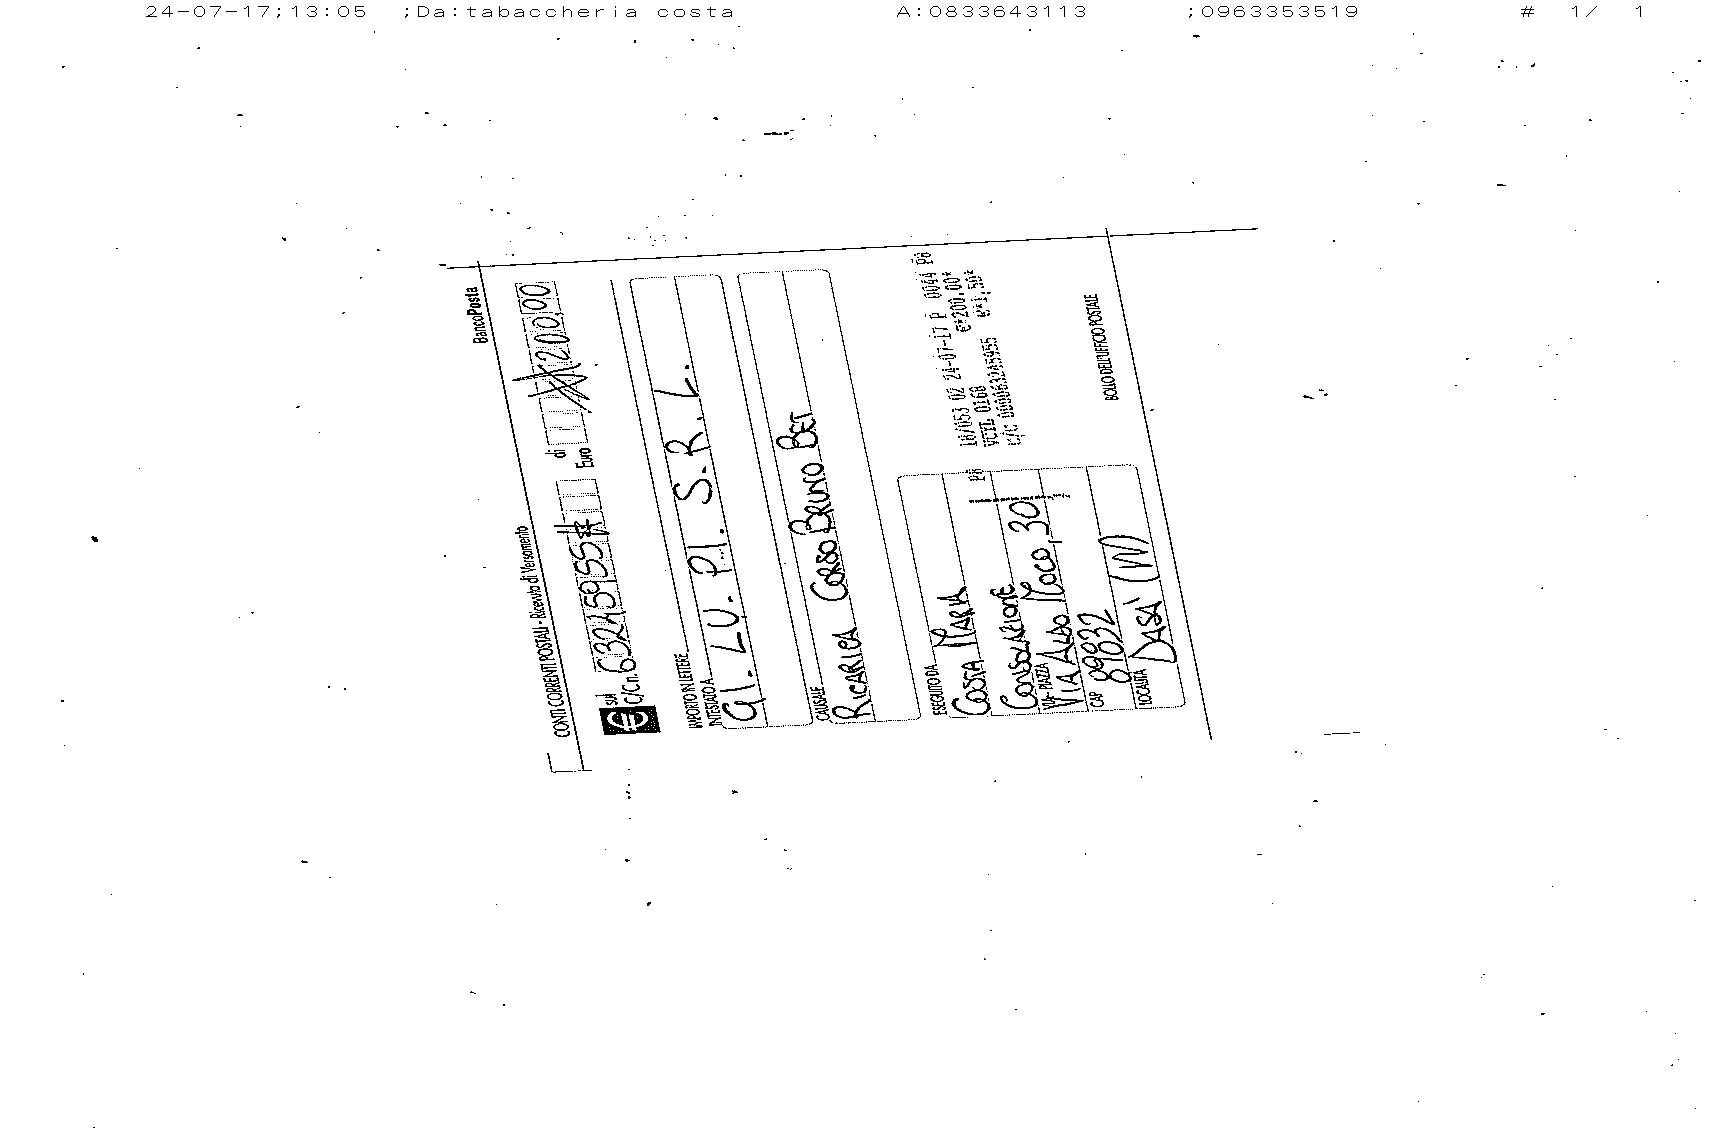 24-07-17;13:05 ;Da:tabaccheria costa A:0833643113 ;0963353519 # 1/ 1
CONTI CORRENTI POSTALI - Ricevuta di Versamento BancoPosta
€ sul C/C n. 63245955# di Euro 200,00
IMPORTO IN LETTERE
INTESTATO A
GI. LU. PI. S.R.L.
CAUSALE
RICARICA CORSO BRUNO BET
ESEGUITO DA
COSTA MARIA
CONSOLAZIONE
VIA - PIAZZA
VIA ALDO MORO, 30
CAP 89832
LOCALITÀ DASA' (VV)
18/053 02 24-07-17 P 0044
VCYL 0168 €*200,00*
C/C 000063245955 €*1,50*
BOLLO DELL'UFFICIO POSTALE